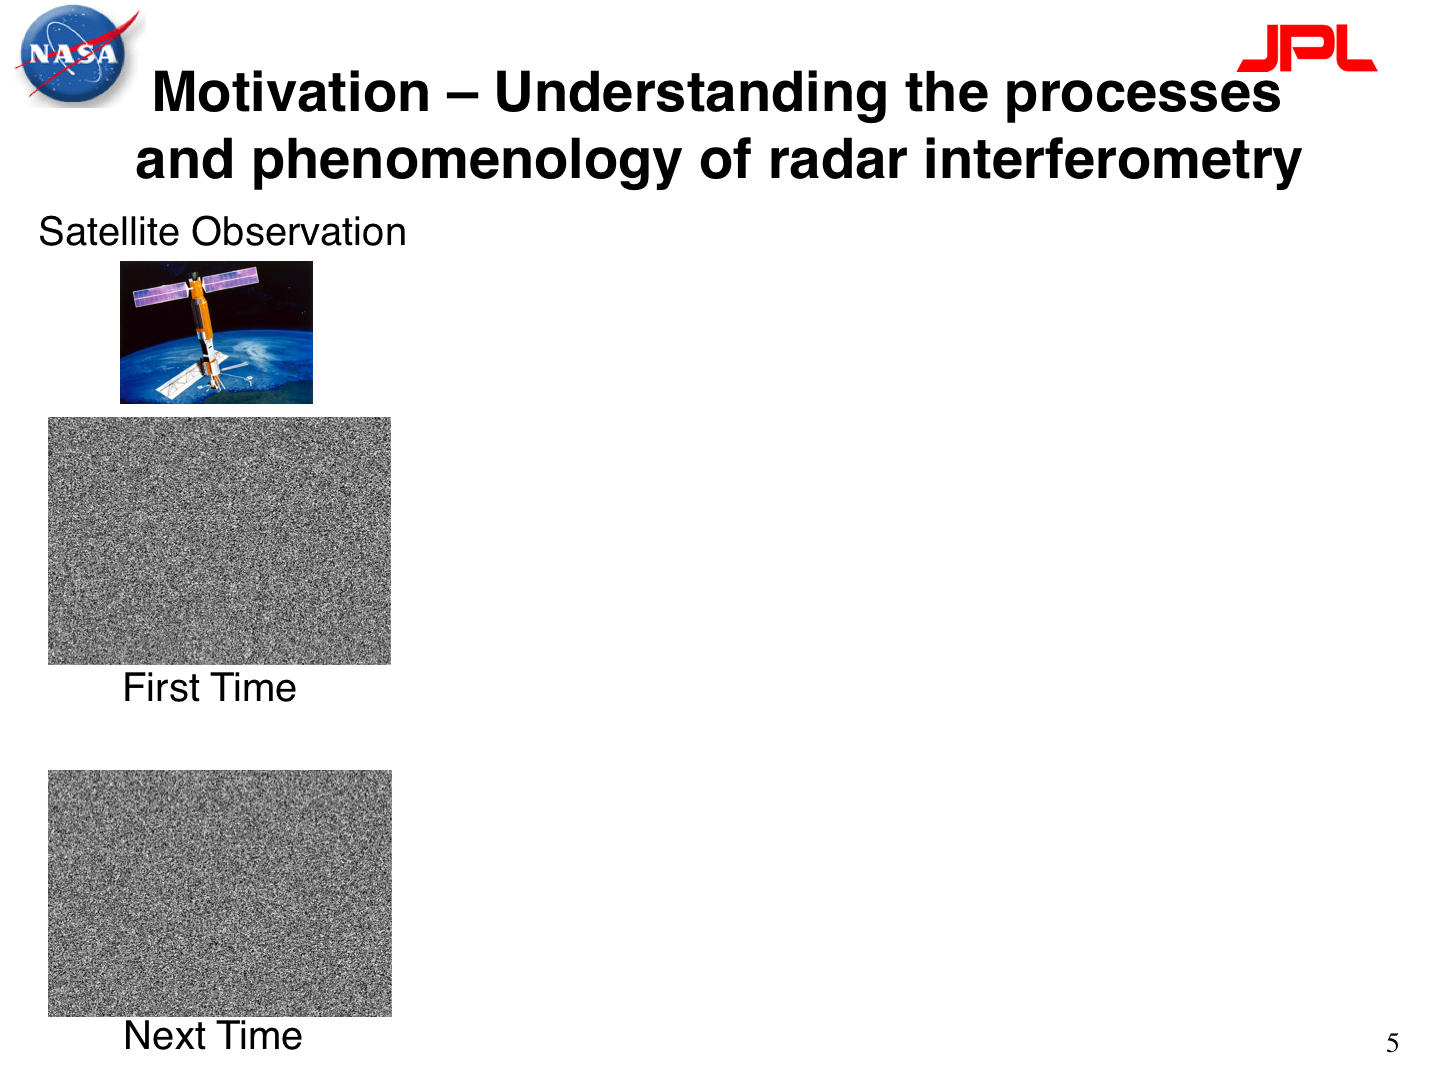 NASA
JPL
Motivation – Understanding the processes
and phenomenology of radar interferometry
Satellite Observation
First Time
Next Time
5